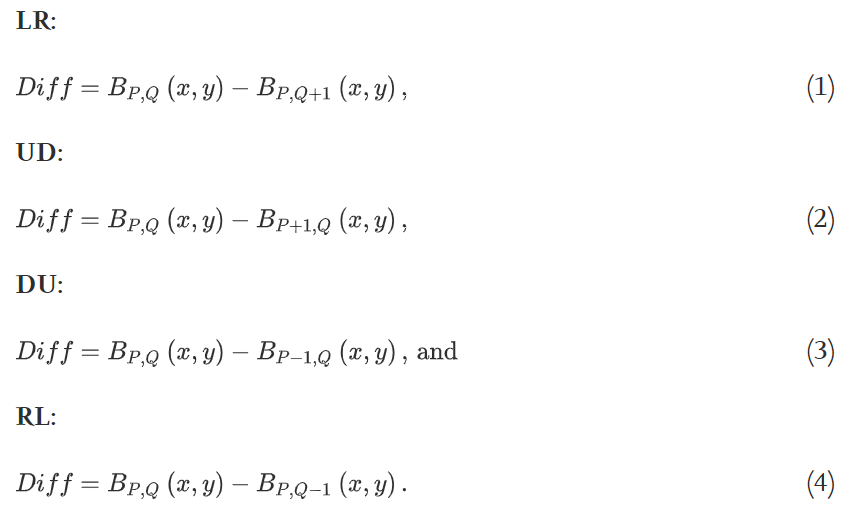 LR:
Diff = B_{P,Q} (x, y) − B_{P,Q+1} (x, y) , (1)
UD:
Diff = B_{P,Q} (x, y) − B_{P+1,Q} (x, y) , (2)
DU:
Diff = B_{P,Q} (x, y) − B_{P−1,Q} (x, y) , and (3)
RL:
Diff = B_{P,Q} (x, y) − B_{P,Q−1} (x, y) . (4)